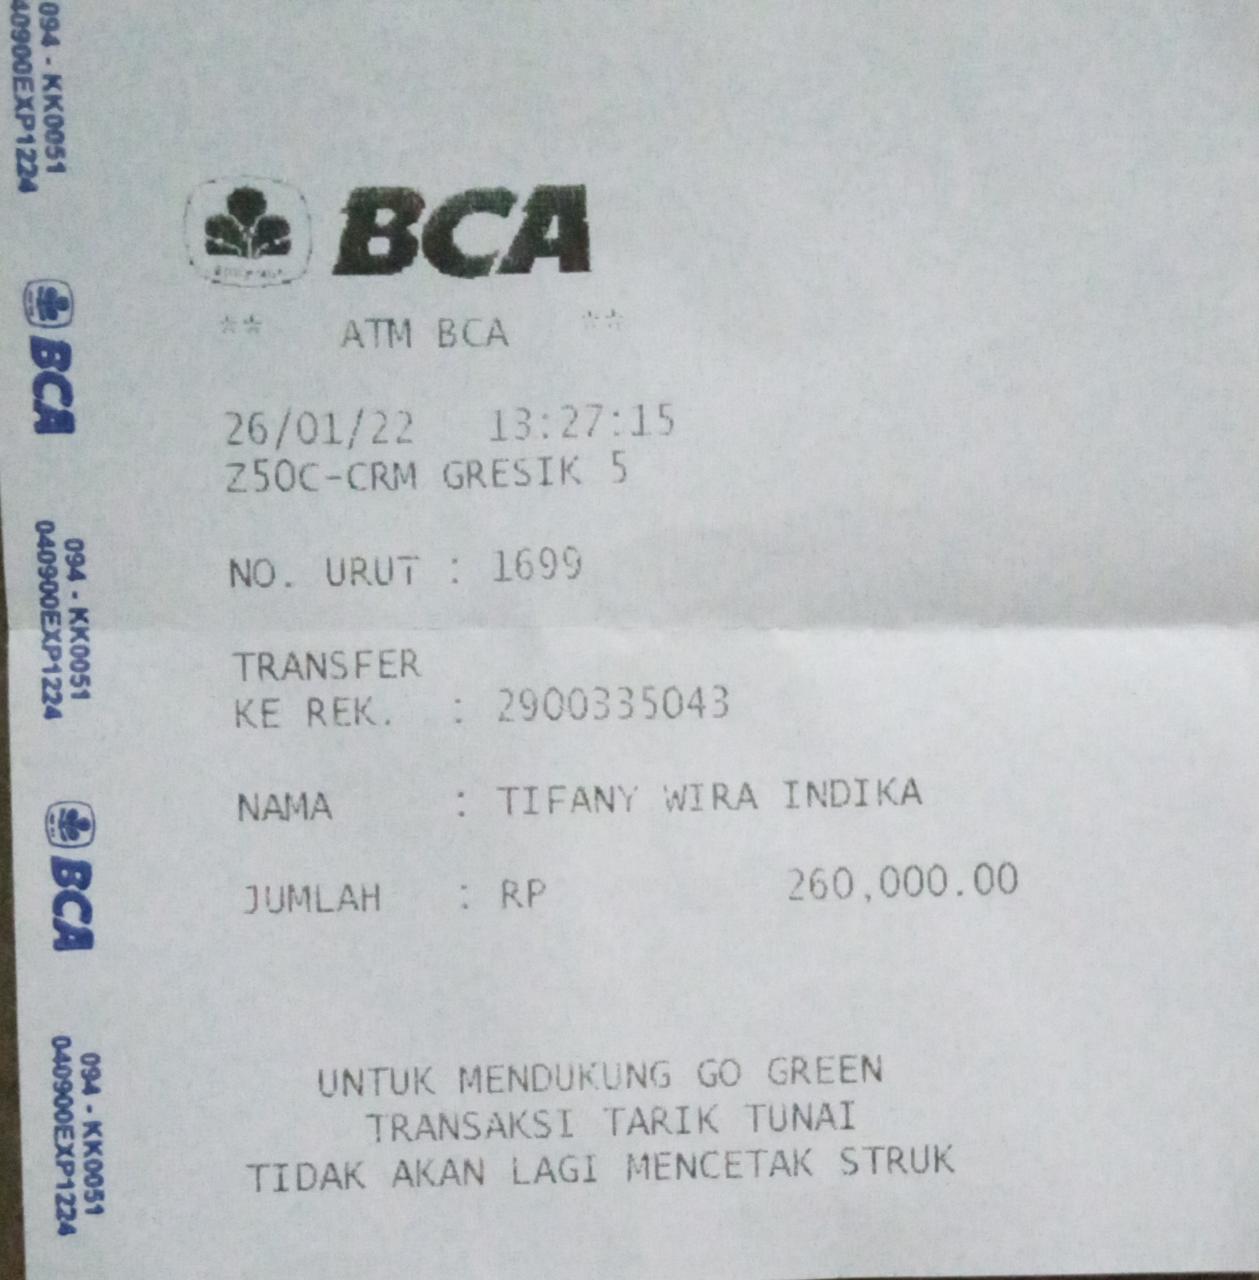 094 - KK0051
040900EXP1224
BCA
094 - KK0051
040900EXP1224
BCA
094 - KK0051
040900EXP1224
BCA
** ATM BCA **
26/01/22 13:27:15
Z50C-CRM GRESIK 5
NO. URUT : 1699
TRANSFER
KE REK. : 2900335043
NAMA : TIFANY WIRA INDIKA
JUMLAH : RP 260,000.00
UNTUK MENDUKUNG GO GREEN
TRANSAKSI TARIK TUNAI
TIDAK AKAN LAGI MENCETAK STRUK